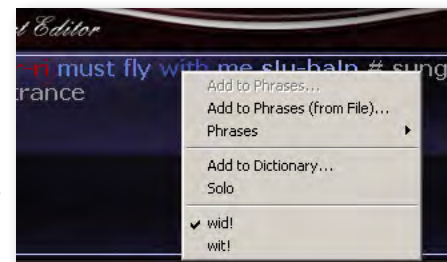 t Editor
must fly with me slu-balp # sung
trance
Add to Phrases...
Add to Phrases (from File)...
Phrases
Add to Dictionary...
Solo
wid!
wit!